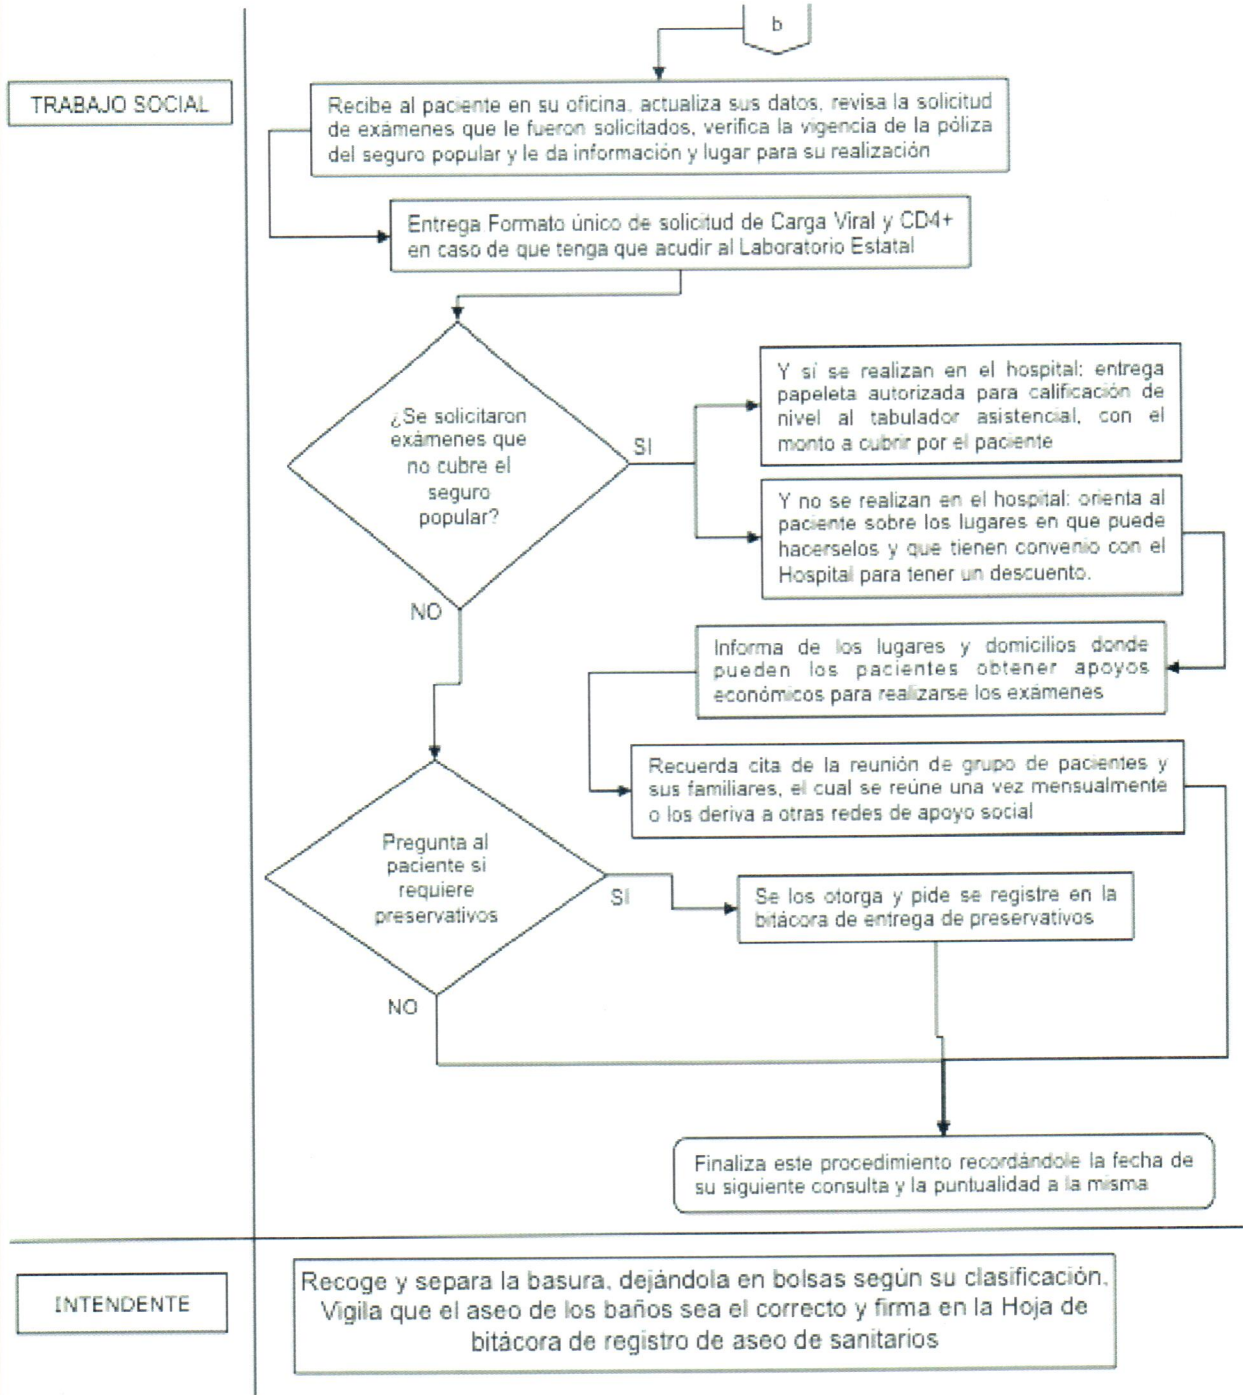 b
TRABAJO SOCIAL
Recibe al paciente en su oficina, actualiza sus datos, revisa la solicitud
de exámenes que le fueron solicitados, verifica la vigencia de la póliza
del seguro popular y le da información y lugar para su realización
Entrega Formato único de solicitud de Carga Viral y CD4+
en caso de que tenga que acudir al Laboratorio Estatal
¿Se solicitaron
exámenes que
no cubre el
seguro
popular?
SI
NO
Y sí se realizan en el hospital: entrega
papeleta autorizada para calificación de
nivel al tabulador asistencial, con el
monto a cubrir por el paciente
Y no se realizan en el hospital: orienta al
paciente sobre los lugares en que puede
hacerselos y que tienen convenio con el
Hospital para tener un descuento.
Informa de los lugares y domicilios donde
pueden los pacientes obtener apoyos
económicos para realizarse los exámenes
Recuerda cita de la reunión de grupo de pacientes y
sus familiares, el cual se reúne una vez mensualmente
o los deriva a otras redes de apoyo social
Pregunta al
paciente si
requiere
preservativos
SI
NO
Se los otorga y pide se registre en la
bitácora de entrega de preservativos
Finaliza este procedimiento recordándole la fecha de
su siguiente consulta y la puntualidad a la misma
INTENDENTE
Recoge y separa la basura, dejándola en bolsas según su clasificación,
Vigila que el aseo de los baños sea el correcto y firma en la Hoja de
bitácora de registro de aseo de sanitarios